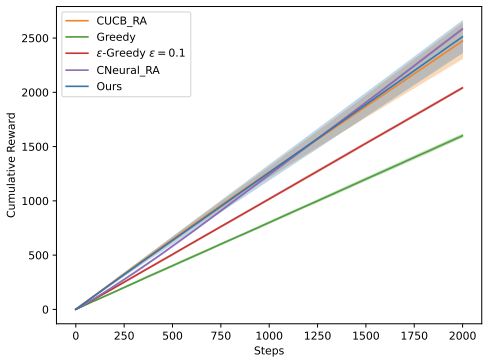 CUCB_RA
Greedy
ε-Greedy ε = 0.1
CNeural_RA
Ours
2500
2000
1500
1000
500
0
Cumulative Reward
0 250 500 750 1000 1250 1500 1750 2000
Steps